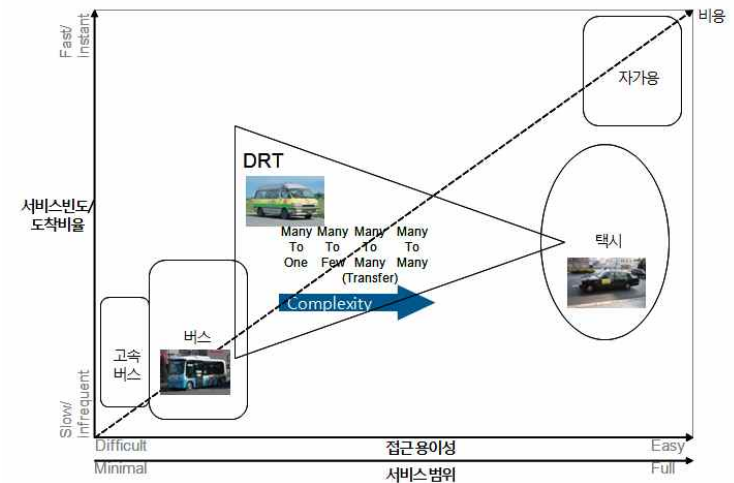 비용
Fast/
Instant
자가용
DRT
서비스빈도/
도착비율
Many Many Many Many
To To To To
One Few Many Many
(Transfer)
택시
Complexity
버스
고속
버스
Slow/
Infrequent
Difficult 접근 용이성 Easy
Minimal 서비스 범위 Full